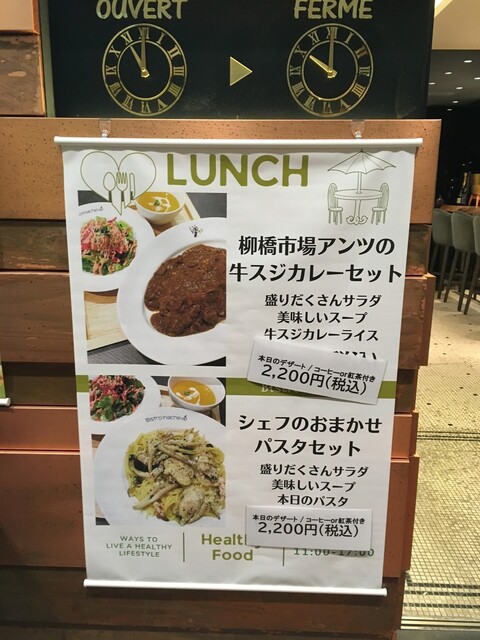 OUVERT
FERME
LUNCH
柳橋市場アンツの
牛スジカレーセット
盛りだくさんサラダ
美味しいスープ
牛スジカレーライス
本日のデザート / コーヒーor紅茶付き
2,200円(税込)
シェフのおまかせ
パスタセット
盛りだくさんサラダ
美味しいスープ
本日のパスタ
本日のデザート / コーヒーor紅茶付き
2,200円(税込)
WAYS TO
LIVE A HEALTHY
LIFESTYLE
Healthy
Food
11:00-17:00